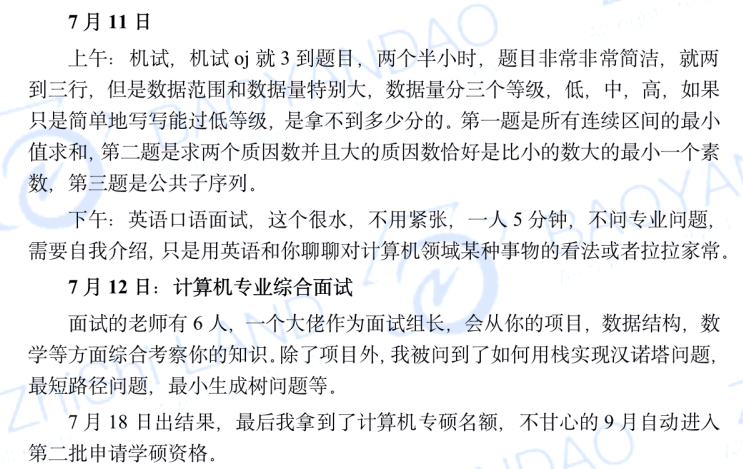 7 月 11 日
上午：机试，机试 oj 就 3 到题目，两个半小时，题目非常非常简洁，就两
到三行，但是数据范围和数据量特别大，数据量分三个等级，低，中，高，如果
只是简单地写写能过低等级，是拿不到多少分的。第一题是所有连续区间的最小
值求和，第二题是求两个质因数并且大的质因数恰好是比小的数大的最小一个素
数，第三题是公共子序列。
下午：英语口语面试，这个很水，不用紧张，一人 5 分钟，不问专业问题，
需要自我介绍，只是用英语和你聊聊对计算机领域某种事物的看法或者拉拉家常。
7 月 12 日：计算机专业综合面试
面试的老师有 6 人，一个大佬作为面试组长，会从你的项目，数据结构，数
学等方面综合考察你的知识。除了项目外，我被问到了如何用栈实现汉诺塔问题，
最短路径问题，最小生成树问题等。
7 月 18 日出结果，最后我拿到了计算机专硕名额，不甘心的 9 月自动进入
第二批申请学硕资格。
BAOYANDAO
BAOYANDAO
ZhiChi LAND